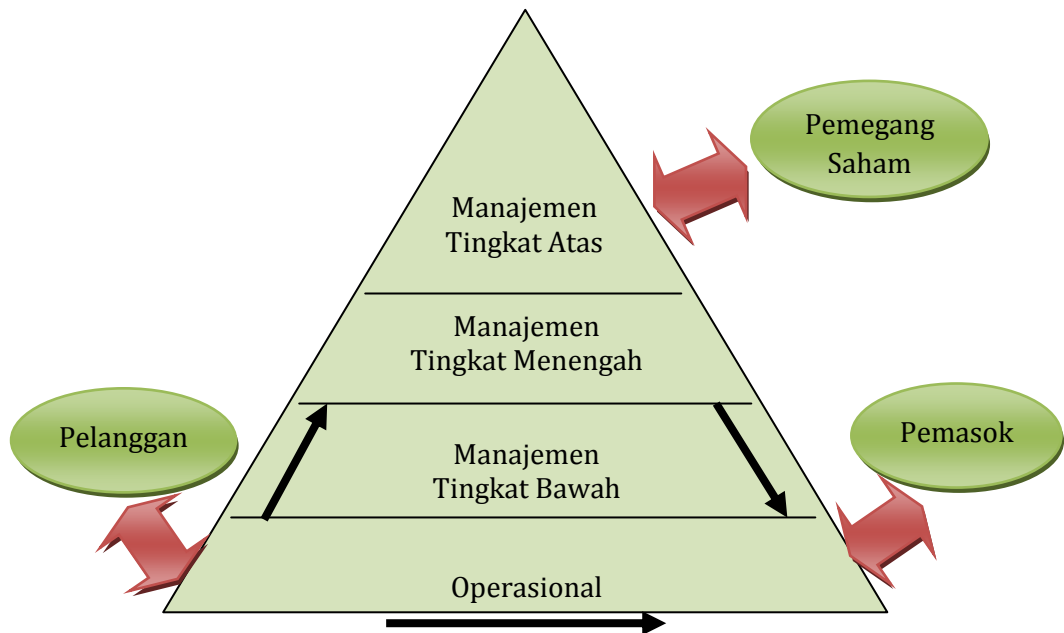 Pemegang
Saham
Manajemen
Tingkat Atas
Manajemen
Tingkat Menengah
Pelanggan
Pemasok
Manajemen
Tingkat Bawah
Operasional